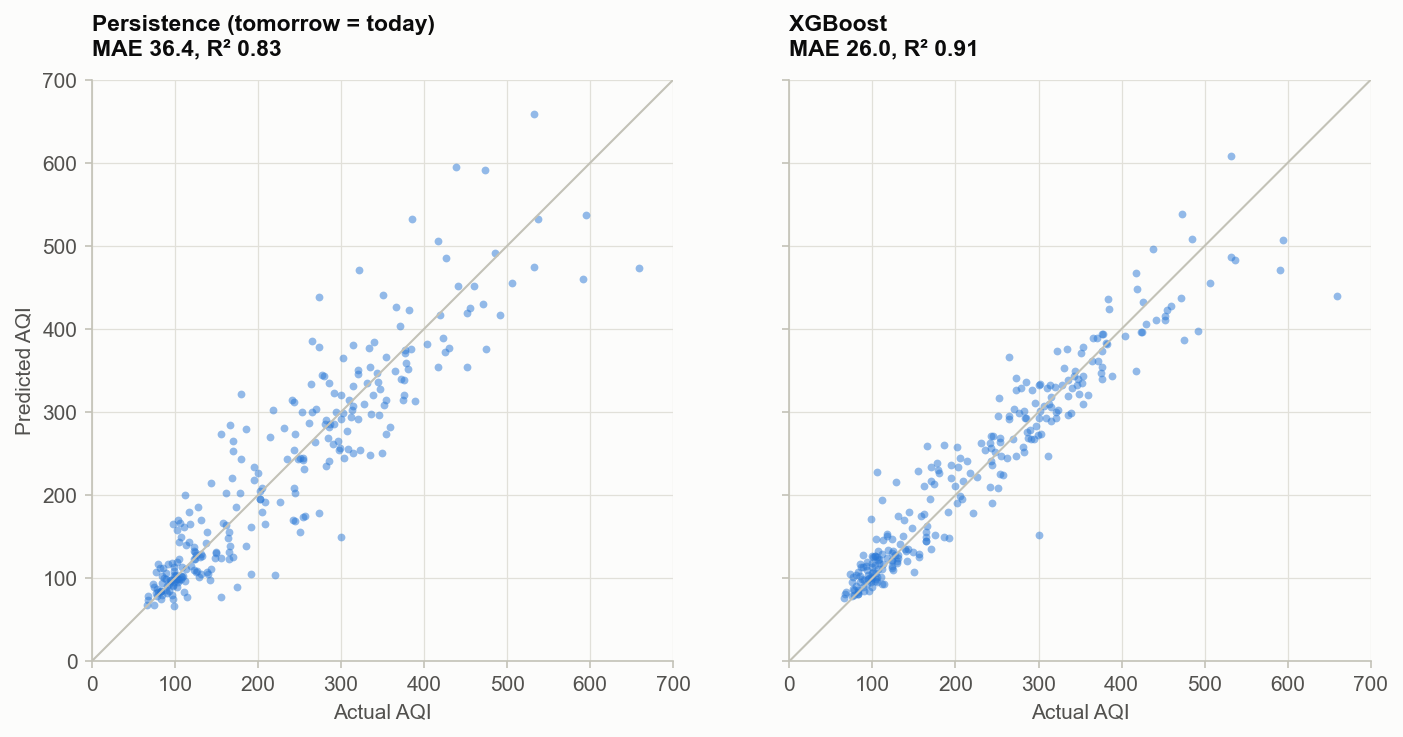 Persistence (tomorrow = today)
MAE 36.4, R² 0.83
XGBoost
MAE 26.0, R² 0.91
700
600
500
400
300
200
100
0
Predicted AQI
0 100 200 300 400 500 600 700
Actual AQI
0 100 200 300 400 500 600 700
Actual AQI